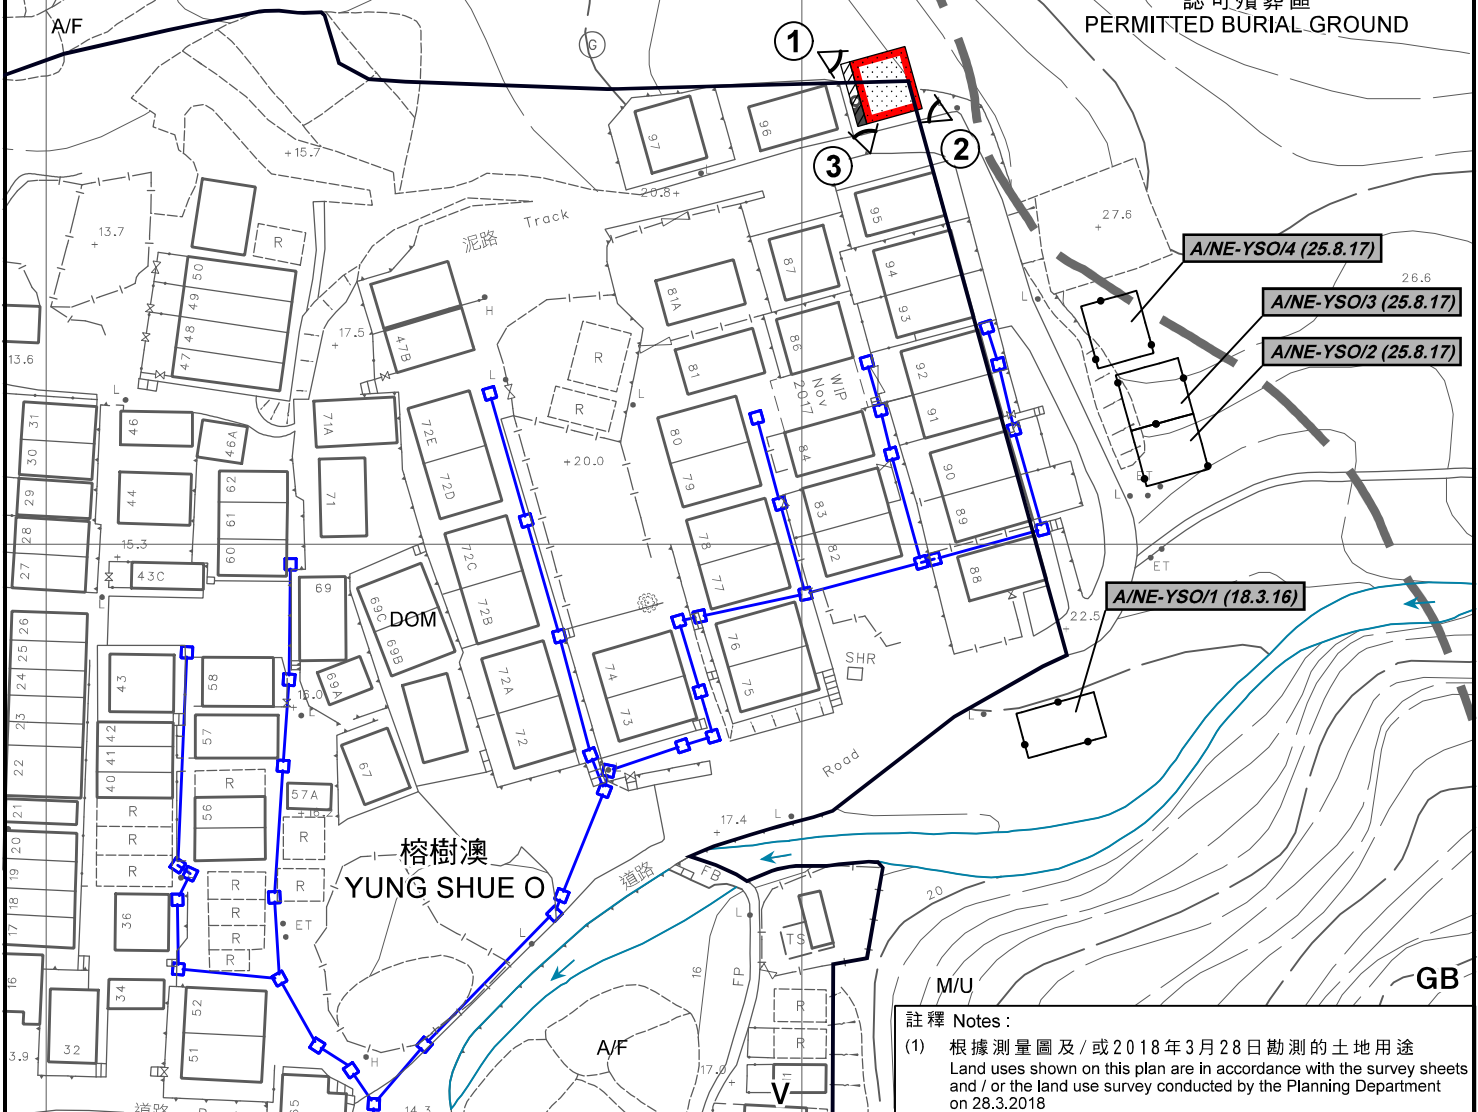 認可殯葬區
PERMITTED BURIAL GROUND
A/F
G
1
2
3
97
96
95
94
93
92
91
90
89
88
87
86
84
83
82
81A
81
80
79
78
77
76
75
74
73
WIP
Nov
2017
+15.7
20.8+
泥路
Track
27.6
+
13.7
+
R
50
49
48
47
17.5
+
47B
H
L
A/NE-YSO/4 (25.8.17)
A/NE-YSO/3 (25.8.17)
A/NE-YSO/2 (25.8.17)
26.6
13.6
31
30
29
28
27
46
46A
44
43C
15.3
62
61
60
71A
71
72E
72D
72C
72B
72A
72
R
R
L
+20.0
L
ET
L
ET
A/NE-YSO/1 (18.3.16)
22.5
+
69
69C
69B
69A
DOM
67
26
25
24
23
22
21
20
19
18
17
16
43
42
41
40
58
57
56
57A
16.0
L
16.2
R
R
R
R
R
R
R
R
R
R
SHR
L
Road
17.4
+
L
榕樹澳
YUNG SHUE O
道路
FB
20
36
34
32
52
51
ET
L
L
TS
FP
16
H
A/F
17.0
R
R
11
V
M/U
GB
3.9
道路
R
55
14.3
註釋 Notes :
(1) 根據測量圖及/或2018年3月28日勘測的土地用途
Land uses shown on this plan are in accordance with the survey sheets
and / or the land use survey conducted by the Planning Department
on 28.3.2018